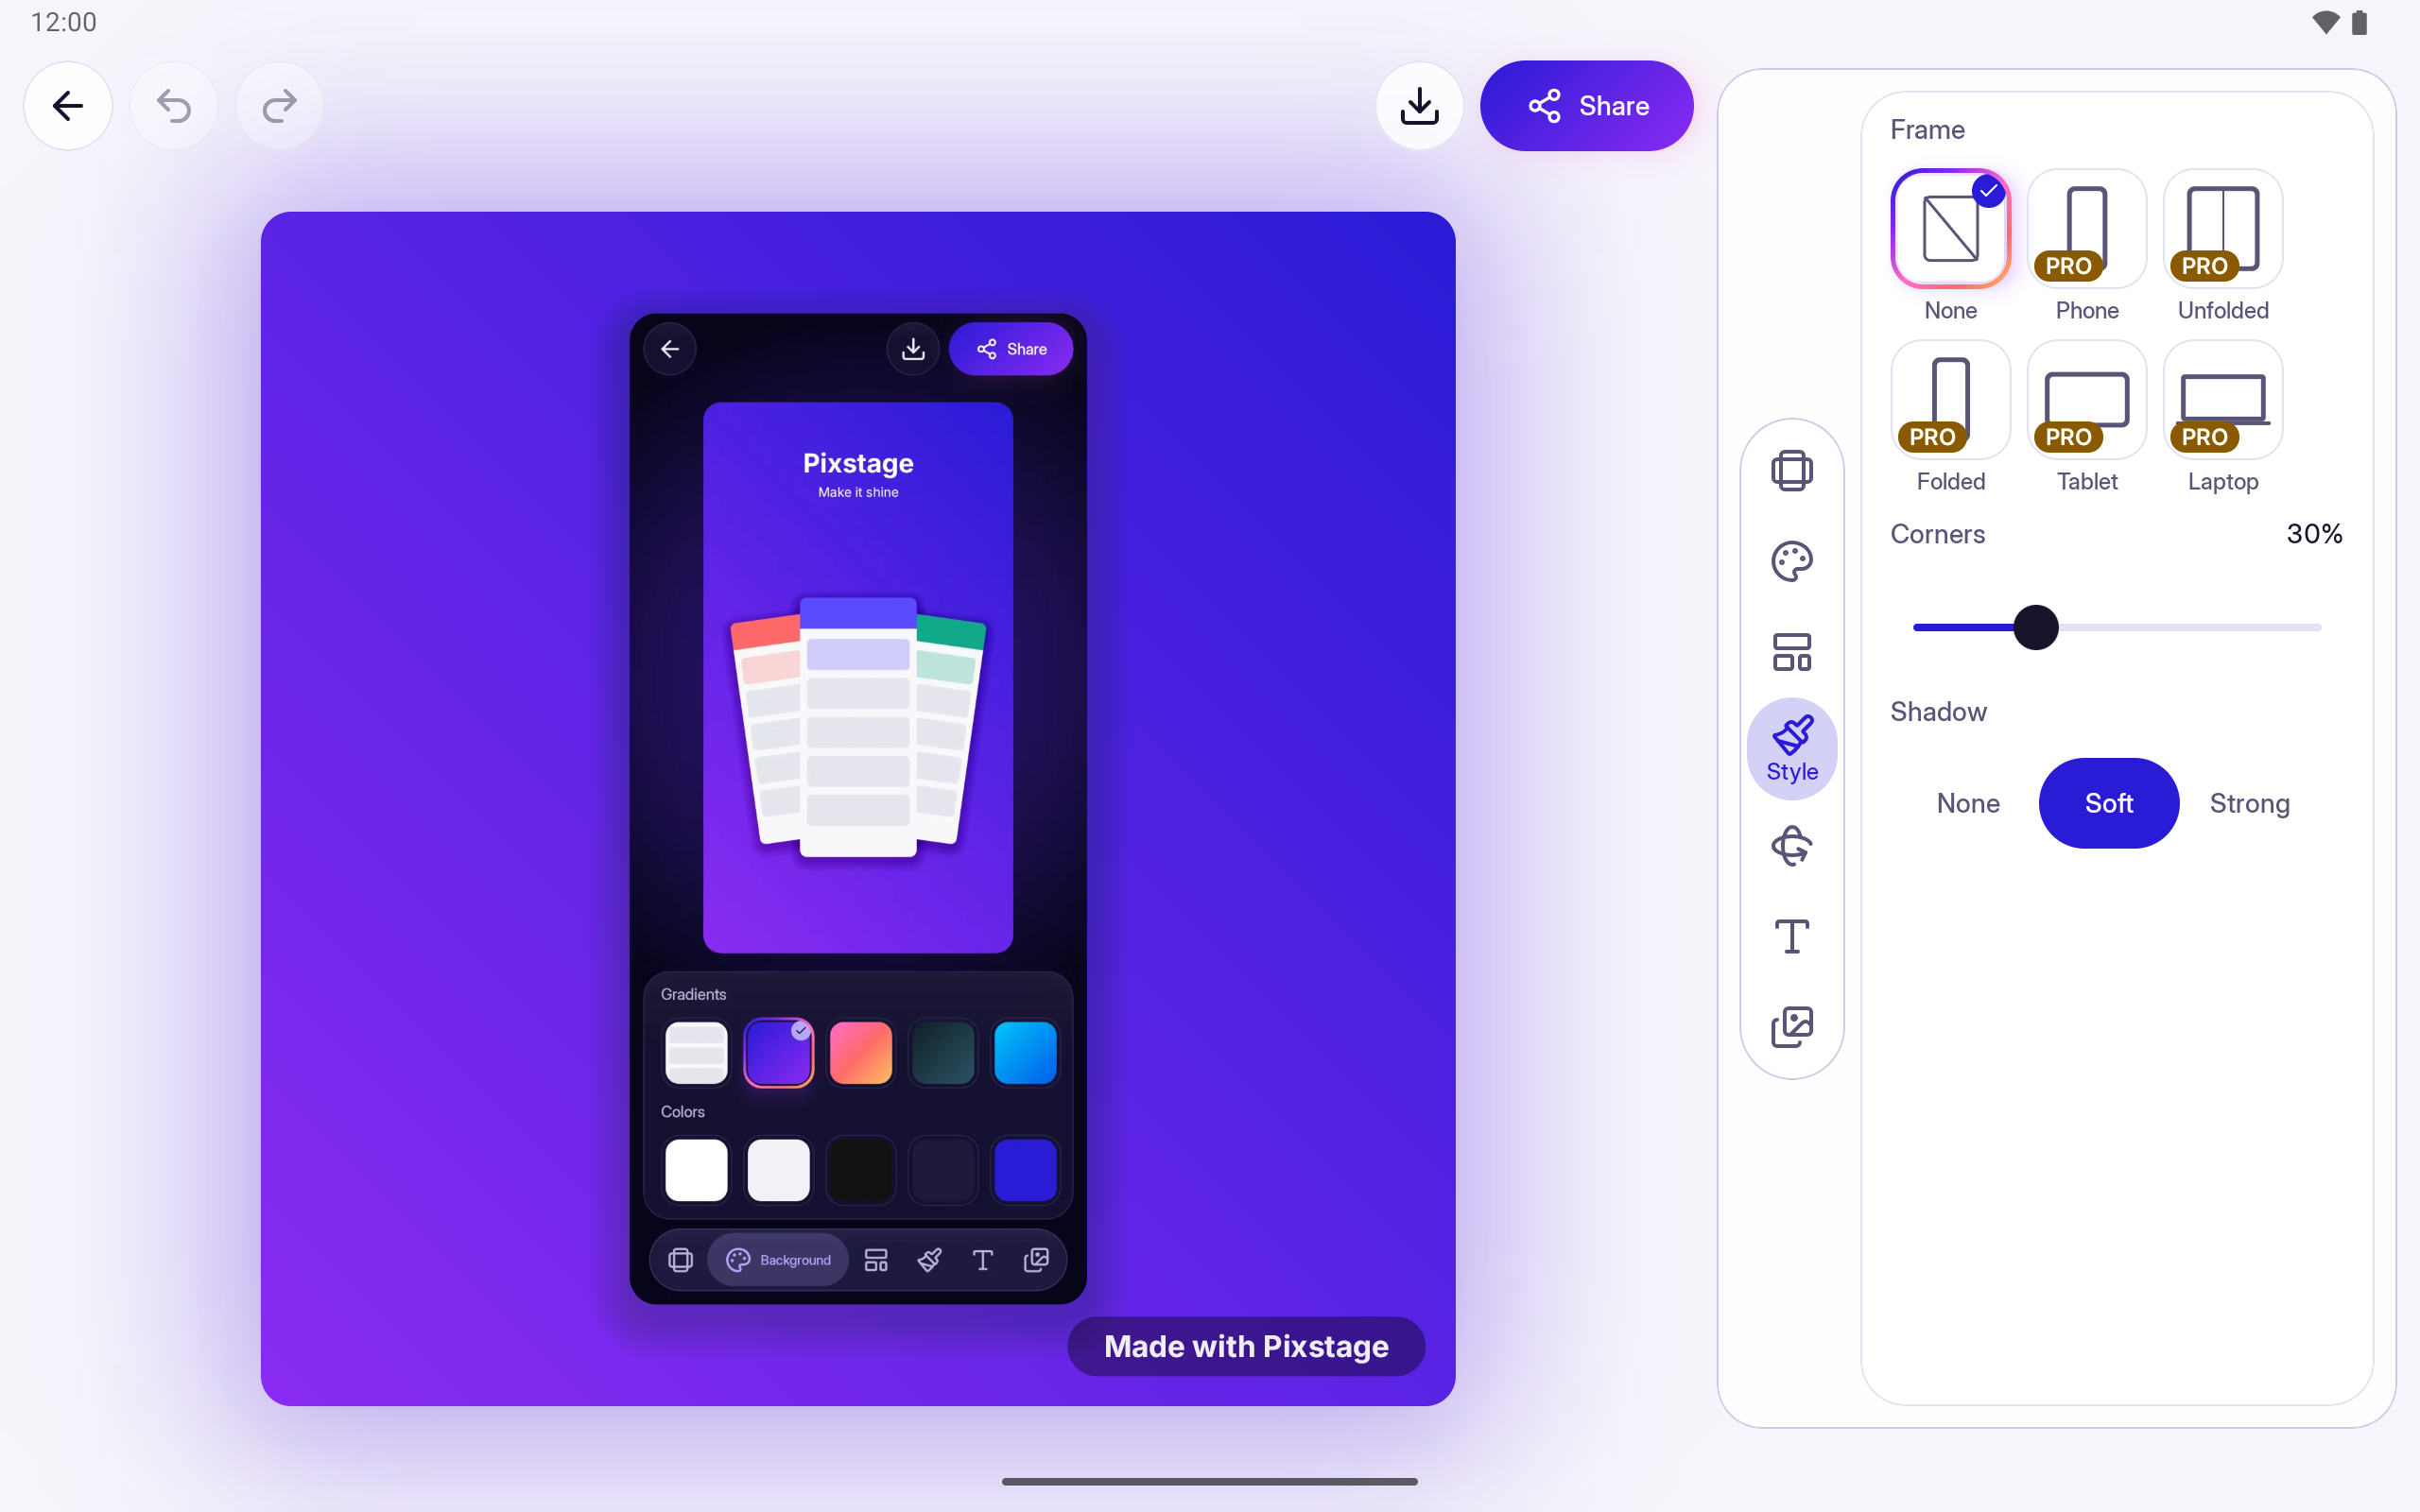 12:00
Share
Share
Pixstage
Make it shine
Gradients
Colors
Background
Made with Pixstage
Style
Frame
PRO
PRO
None
Phone
Unfolded
PRO
PRO
PRO
Folded
Tablet
Laptop
Corners
30%
Shadow
None
Soft
Strong